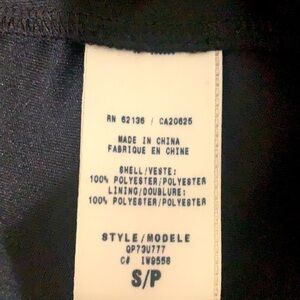 RN 62136 / CA20625
MADE IN CHINA
FABRIQUE EN CHINE
SHELL/VESTE:
100% POLYESTER/POLYESTER
LINING/DOUBLURE:
100% POLYESTER/POLYESTER
STYLE/MODELE
QP73U777
C# IW9558
S/P